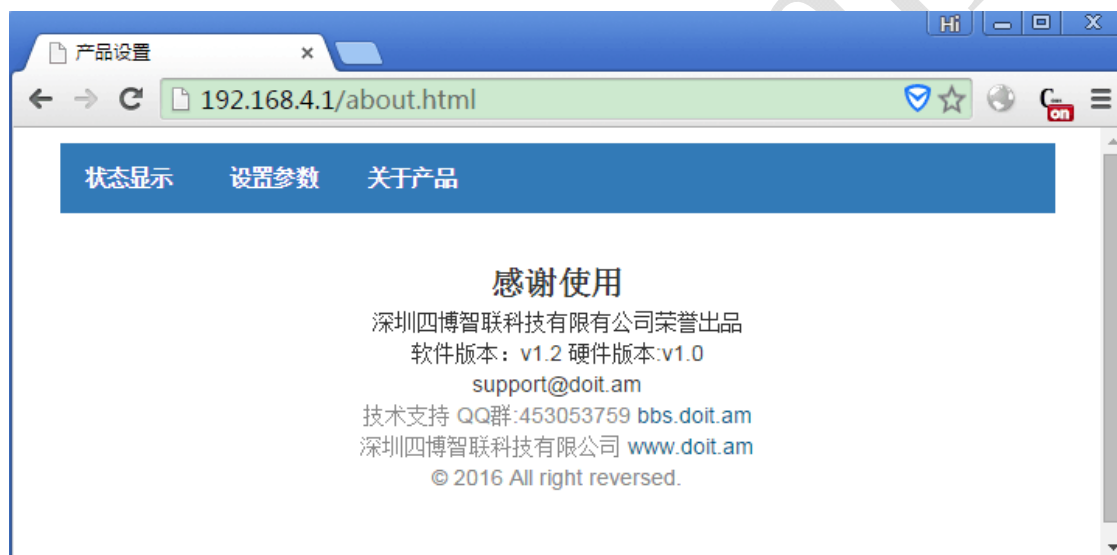 Hi
产品设置
192.168.4.1/about.html
on
状态显示 设置参数 关于产品
感谢使用
深圳四博智联科技有限有公司荣誉出品
软件版本：v1.2 硬件版本:v1.0
support@doit.am
技术支持 QQ群:453053759 bbs.doit.am
深圳四博智联科技有限公司 www.doit.am
© 2016 All right reversed.